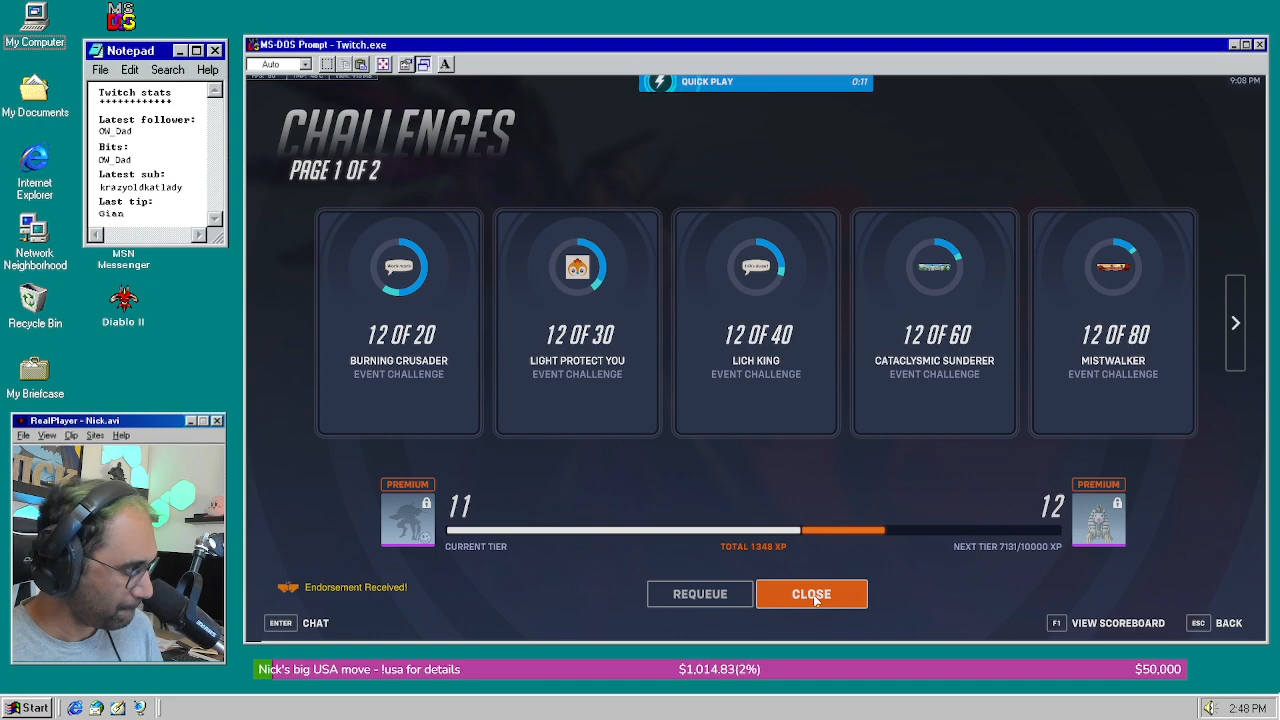 My Computer
Notepad
File Edit Search Help
Twitch stats
************
Latest follower:
OW_Dad
Bits:
OW_Dad
Latest sub:
krazyoldkatlady
Last tip:
Gian
My Documents
Internet
Explorer
Network
Neighborhood
MSN
Messenger
Recycle Bin
Diablo II
My Briefcase
RealPlayer - Nick.avi
File View Clip Sites Help
MS-DOS Prompt - Twitch.exe
Auto
A
QUICK PLAY 0:11
9:08 PM
CHALLENGES
PAGE 1 OF 2
12 OF 20
BURNING CRUSADER
EVENT CHALLENGE
12 OF 30
LIGHT PROTECT YOU
EVENT CHALLENGE
12 OF 40
LICH KING
EVENT CHALLENGE
12 OF 60
CATACLYSMIC SUNDERER
EVENT CHALLENGE
12 OF 80
MISTWALKER
EVENT CHALLENGE
PREMIUM
11
12
PREMIUM
CURRENT TIER
TOTAL 1348 XP
NEXT TIER 7131/10000 XP
Endorsement Received!
REQUEUE
CLOSE
ENTER CHAT
F1 VIEW SCOREBOARD
ESC BACK
Nick's big USA move - !usa for details $1,014.83(2%) $50,000
Start
2:48 PM